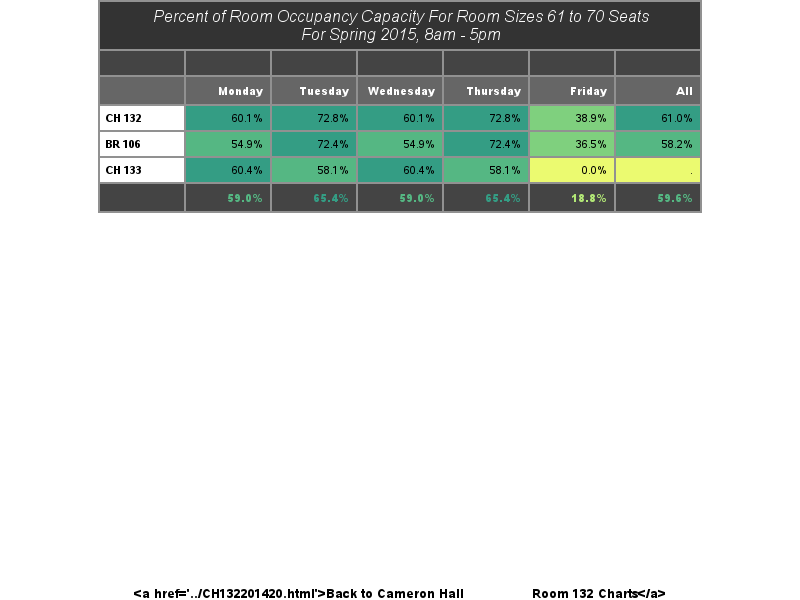 Percent of Room Occupancy Capacity For Room Sizes 61 to 70 Seats
For Spring 2015, 8am - 5pm
Monday Tuesday Wednesday Thursday Friday All
CH 132 60.1% 72.8% 60.1% 72.8% 38.9% 61.0%
BR 106 54.9% 72.4% 54.9% 72.4% 36.5% 58.2%
CH 133 60.4% 58.1% 60.4% 58.1% 0.0% .
59.0% 65.4% 59.0% 65.4% 18.8% 59.6%
<a href='../CH132201420.html'>Back to Cameron Hall Room 132 Charts</a>